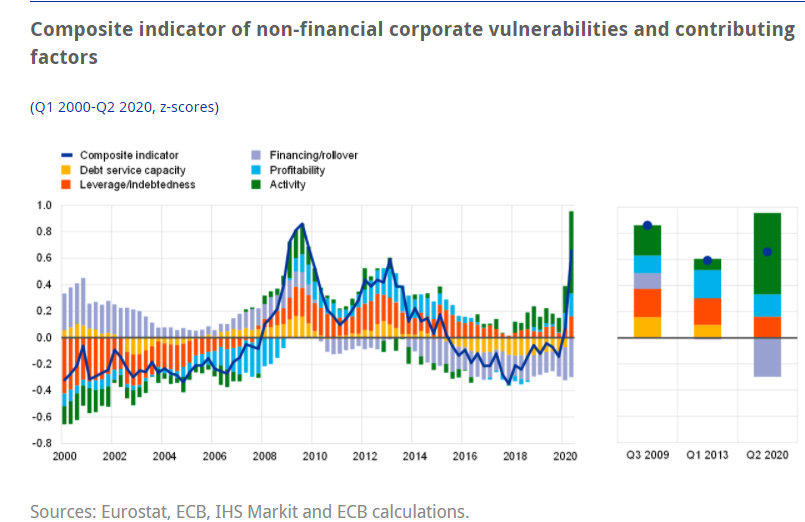 Composite indicator of non-financial corporate vulnerabilities and contributing
factors
(Q1 2000-Q2 2020, z-scores)
Composite indicator
Debt service capacity
Leverage/indebtedness
Financing/rollover
Profitability
Activity
1.0
0.8
0.6
0.4
0.2
0.0
-0.2
-0.4
-0.6
-0.8
2000 2002 2004 2006 2008 2010 2012 2014 2016 2018 2020
Q3 2009 Q1 2013 Q2 2020
Sources: Eurostat, ECB, IHS Markit and ECB calculations.